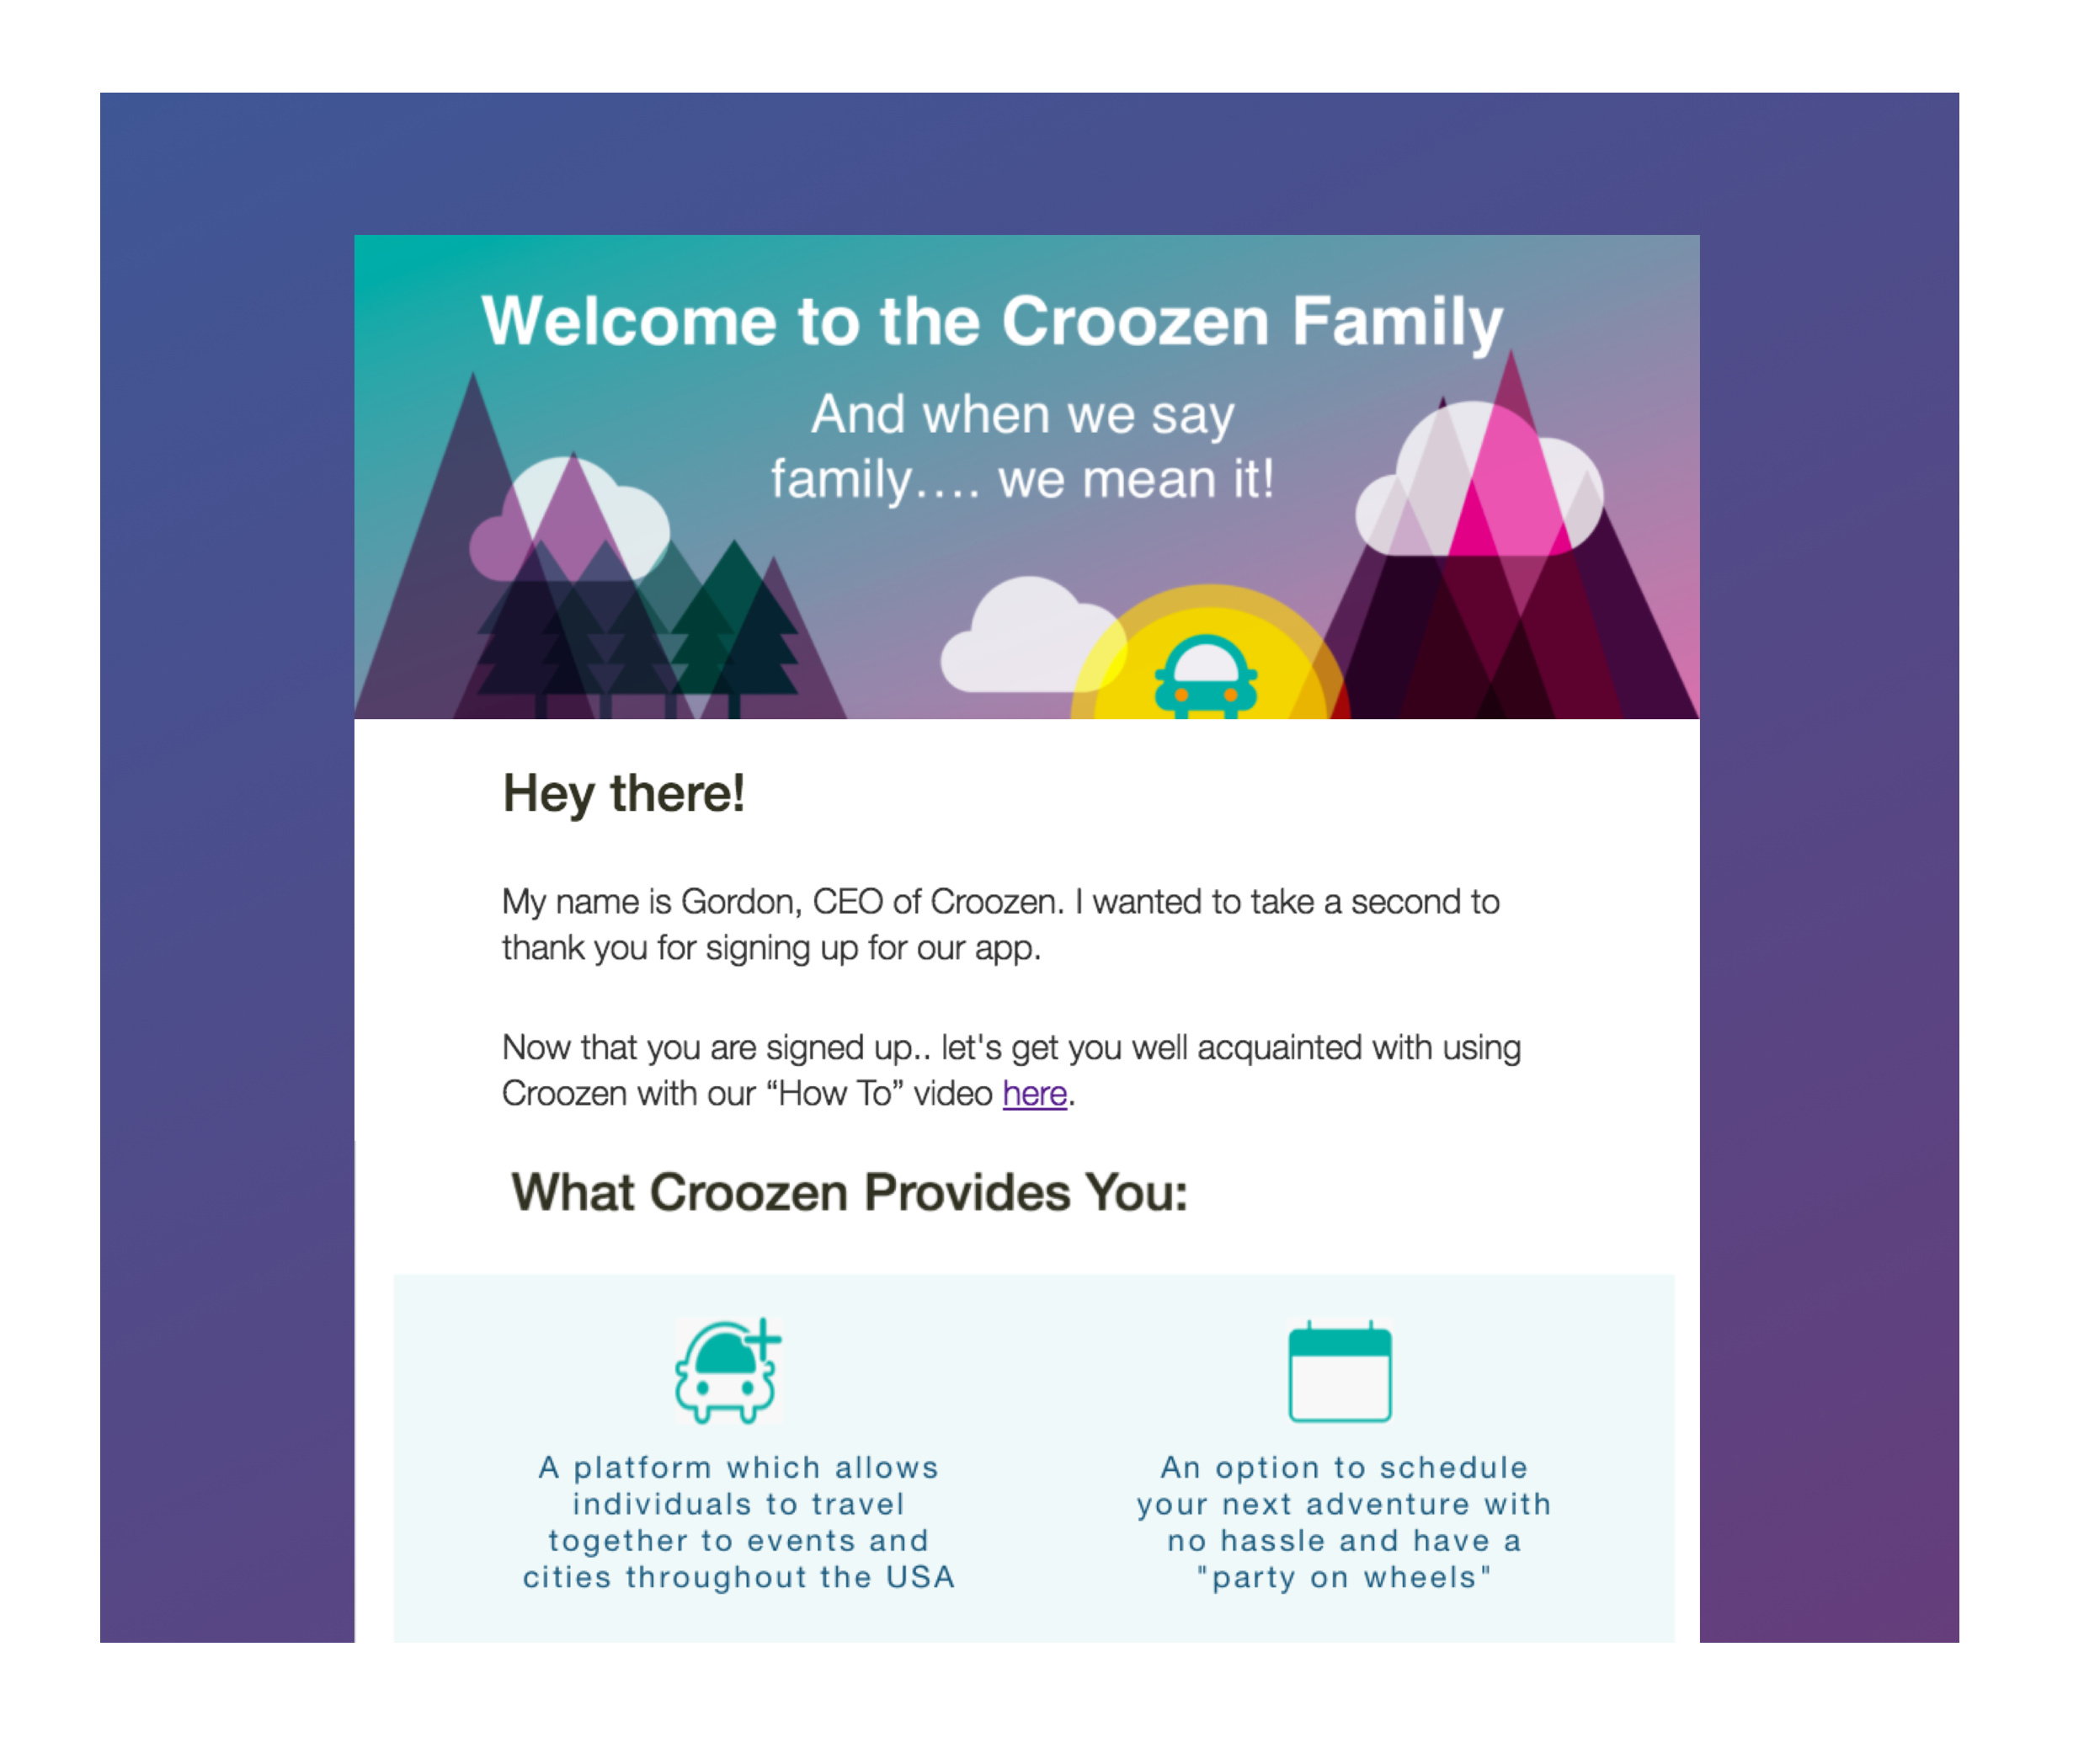 Welcome to the Croozen Family
And when we say
family.... we mean it!
Hey there!
My name is Gordon, CEO of Croozen. I wanted to take a second to
thank you for signing up for our app.
Now that you are signed up.. let's get you well acquainted with using
Croozen with our “How To” video here.
What Croozen Provides You:
A platform which allows
individuals to travel
together to events and
cities throughout the USA
An option to schedule
your next adventure with
no hassle and have a
"party on wheels"